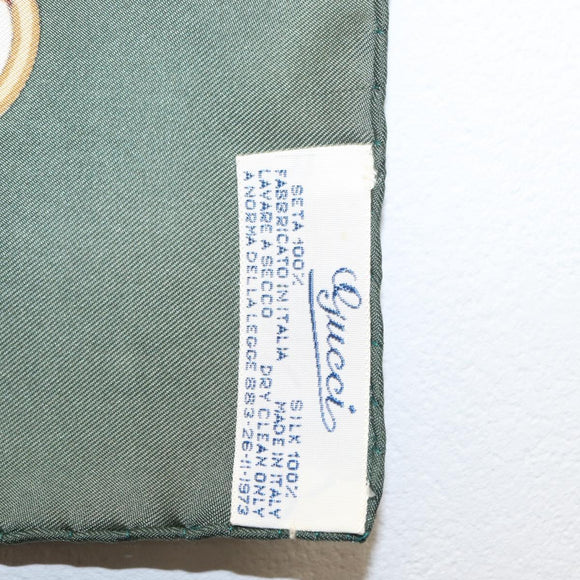 Gucci
SETA 100% SILK 100%
FABBRICATO IN ITALIA MADE IN ITALY
LAVARE A SECCO DRY CLEAN ONLY
A NORMA DELLA LEGGE 883-26-11-1973